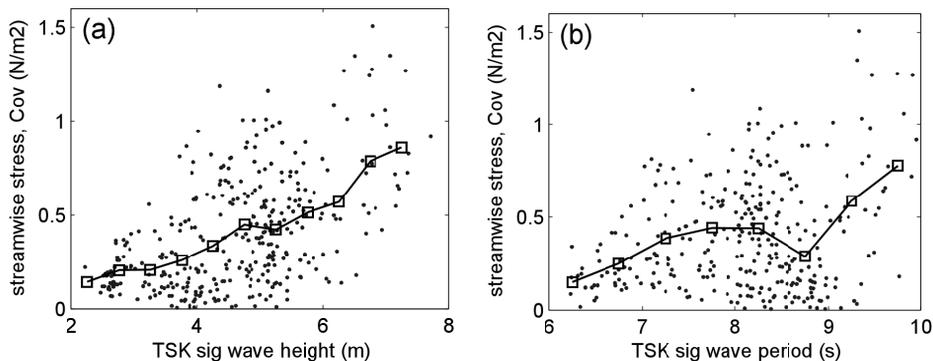 (a)
streamwise stress, Cov (N/m2)
1.5
1
0.5
0
2 4 6 8
TSK sig wave height (m)
(b)
streamwise stress, Cov (N/m2)
1.5
1
0.5
0
6 7 8 9 10
TSK sig wave period (s)